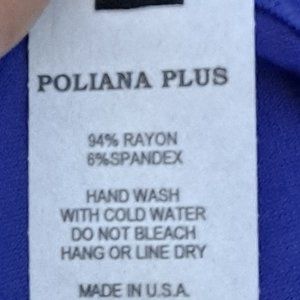 POLIANA PLUS
94% RAYON
6%SPANDEX
HAND WASH
WITH COLD WATER
DO NOT BLEACH
HANG OR LINE DRY
MADE IN U.S.A.